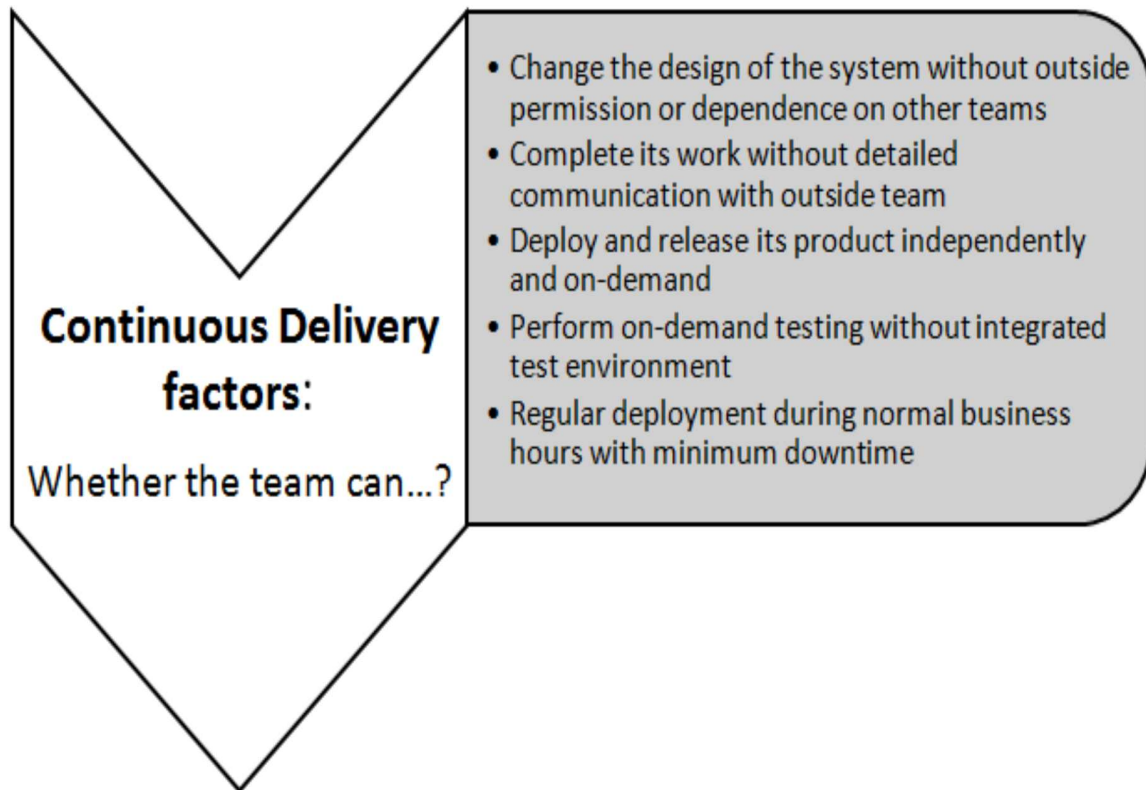 Continuous Delivery
factors:
Whether the team can...?
• Change the design of the system without outside
permission or dependence on other teams
• Complete its work without detailed
communication with outside team
• Deploy and release its product independently
and on-demand
• Perform on-demand testing without integrated
test environment
• Regular deployment during normal business
hours with minimum downtime